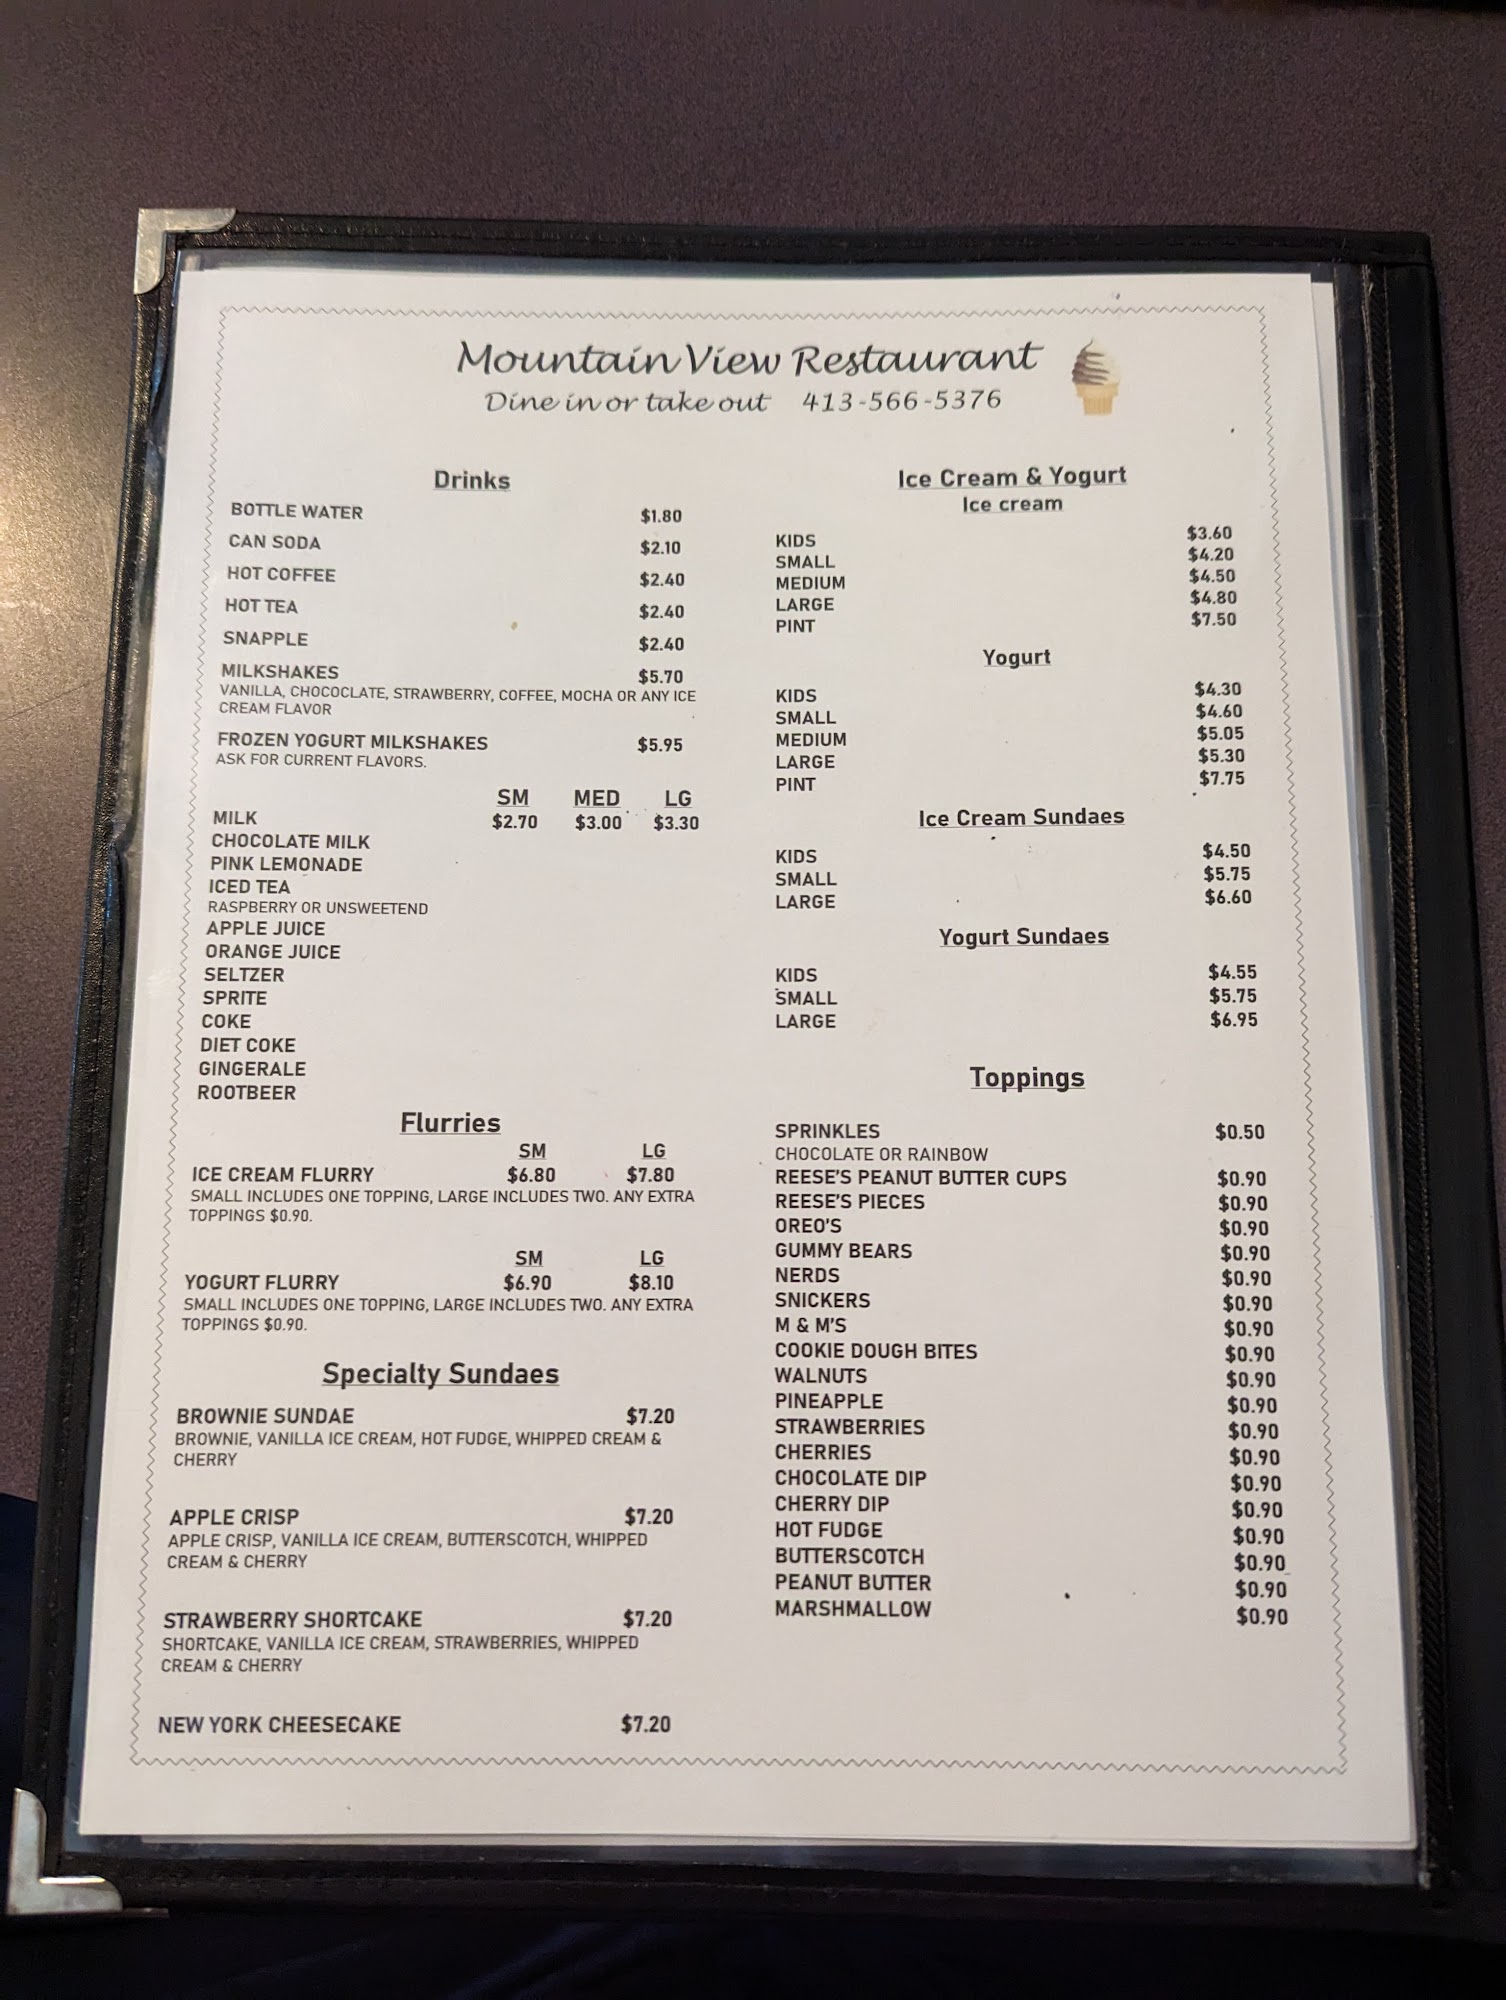 Mountain View Restaurant
Dine in or take out 413-566-5376
Drinks
BOTTLE WATER $1.80
CAN SODA $2.10
HOT COFFEE $2.40
HOT TEA $2.40
SNAPPLE $2.40
MILKSHAKES $5.70
VANILLA, CHOCOCLATE, STRAWBERRY, COFFEE, MOCHA OR ANY ICE
CREAM FLAVOR
FROZEN YOGURT MILKSHAKES $5.95
ASK FOR CURRENT FLAVORS.
SM MED LG
MILK $2.70 $3.00 $3.30
CHOCOLATE MILK
PINK LEMONADE
ICED TEA
RASPBERRY OR UNSWEETEND
APPLE JUICE
ORANGE JUICE
SELTZER
SPRITE
COKE
DIET COKE
GINGERALE
ROOTBEER
Flurries
SM LG
ICE CREAM FLURRY $6.80 $7.80
SMALL INCLUDES ONE TOPPING, LARGE INCLUDES TWO. ANY EXTRA
TOPPINGS $0.90.
SM LG
YOGURT FLURRY $6.90 $8.10
SMALL INCLUDES ONE TOPPING, LARGE INCLUDES TWO. ANY EXTRA
TOPPINGS $0.90.
Specialty Sundaes
BROWNIE SUNDAE $7.20
BROWNIE, VANILLA ICE CREAM, HOT FUDGE, WHIPPED CREAM &
CHERRY
APPLE CRISP $7.20
APPLE CRISP, VANILLA ICE CREAM, BUTTERSCOTCH, WHIPPED
CREAM & CHERRY
STRAWBERRY SHORTCAKE $7.20
SHORTCAKE, VANILLA ICE CREAM, STRAWBERRIES, WHIPPED
CREAM & CHERRY
NEW YORK CHEESECAKE $7.20
Ice Cream & Yogurt
Ice cream
KIDS $3.60
SMALL $4.20
MEDIUM $4.50
LARGE $4.80
PINT $7.50
Yogurt
KIDS $4.30
SMALL $4.60
MEDIUM $5.05
LARGE $5.30
PINT $7.75
Ice Cream Sundaes
KIDS $4.50
SMALL $5.75
LARGE $6.60
Yogurt Sundaes
KIDS $4.55
SMALL $5.75
LARGE $6.95
Toppings
SPRINKLES $0.50
CHOCOLATE OR RAINBOW
REESE'S PEANUT BUTTER CUPS $0.90
REESE'S PIECES $0.90
OREO'S $0.90
GUMMY BEARS $0.90
NERDS $0.90
SNICKERS $0.90
M & M'S $0.90
COOKIE DOUGH BITES $0.90
WALNUTS $0.90
PINEAPPLE $0.90
STRAWBERRIES $0.90
CHERRIES $0.90
CHOCOLATE DIP $0.90
CHERRY DIP $0.90
HOT FUDGE $0.90
BUTTERSCOTCH $0.90
PEANUT BUTTER $0.90
MARSHMALLOW $0.90